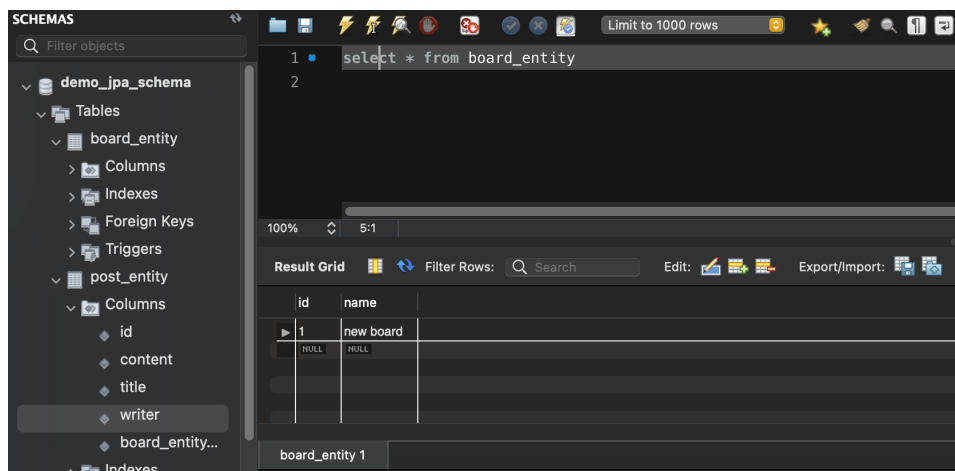 SCHEMAS
Filter objects
demo_jpa_schema
Tables
board_entity
Columns
Indexes
Foreign Keys
Triggers
post_entity
Columns
id
content
title
writer
board_entity...
Indexes
Limit to 1000 rows
1 select * from board_entity
2
100% 5:1
Result Grid Filter Rows: Search Edit: Export/Import:
id name
1 new board
NULL NULL
board_entity 1